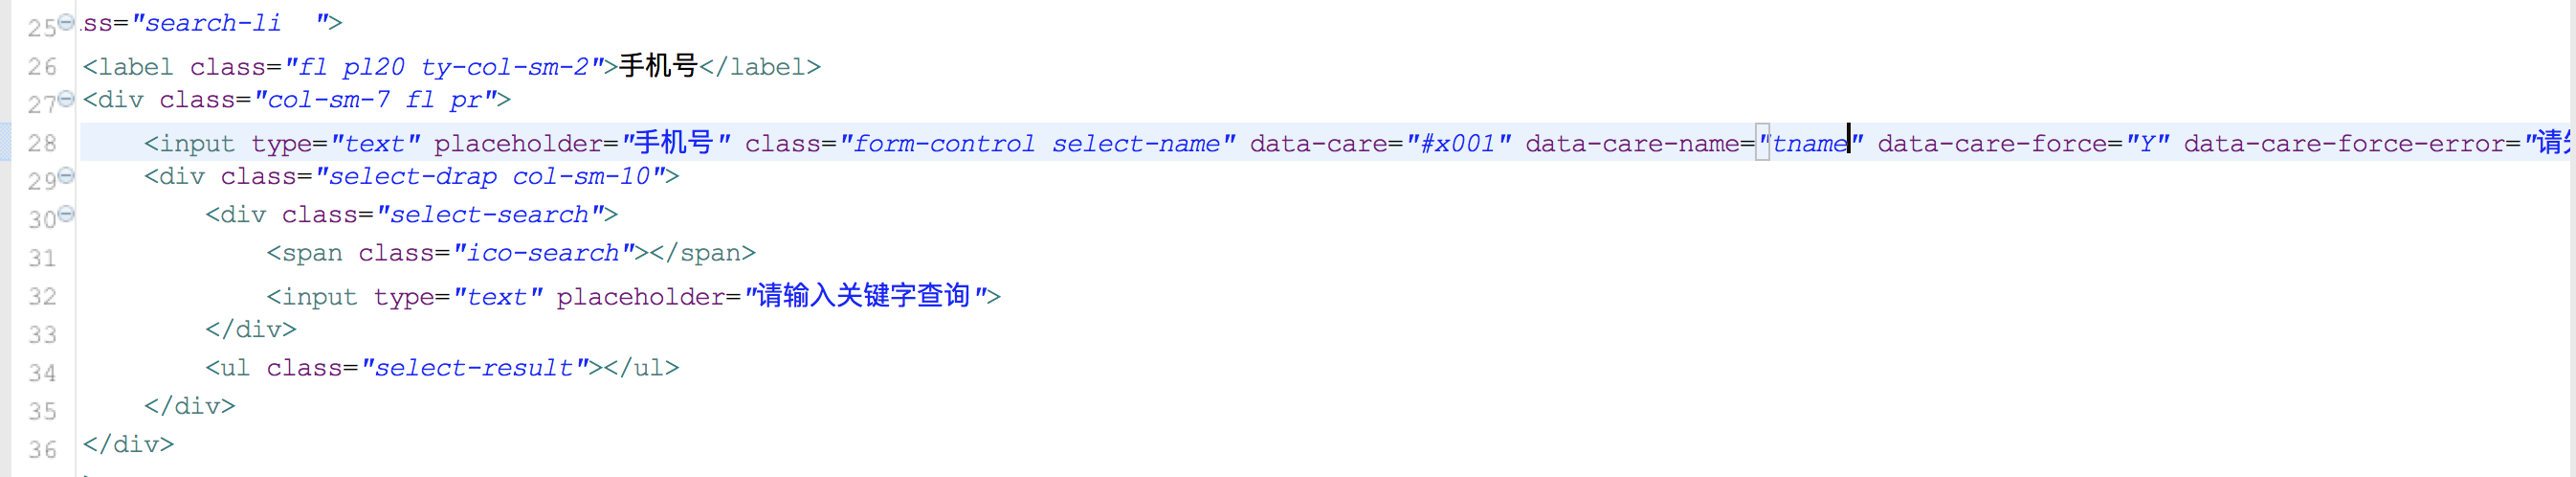 25 ss="search-li  ">
26 <label class="fl pl20 ty-col-sm-2">手机号</label>
27 <div class="col-sm-7 fl pr">
28     <input type="text" placeholder="手机号" class="form-control select-name" data-care="#x001" data-care-name="tname" data-care-force="Y" data-care-force-error="请
29     <div class="select-drap col-sm-10">
30         <div class="select-search">
31             <span class="ico-search"></span>
32             <input type="text" placeholder="请输入关键字查询">
33         </div>
34         <ul class="select-result"></ul>
35     </div>
36 </div>